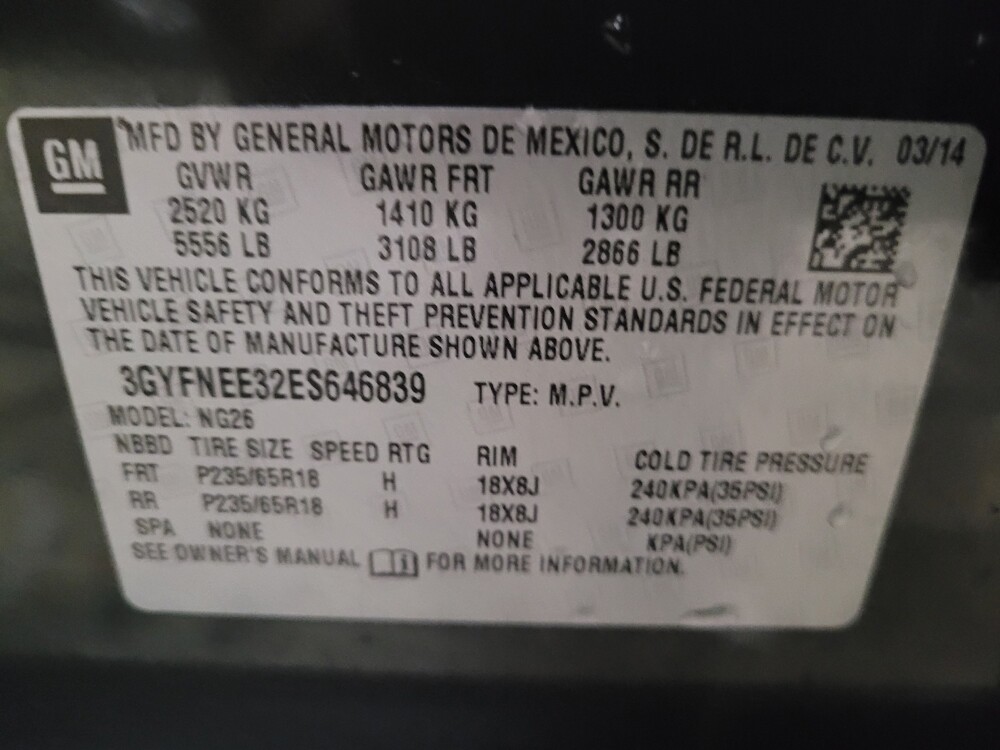 GM
MFD BY GENERAL MOTORS DE MEXICO, S. DE R.L. DE C.V. 03/14
GVWR GAWR FRT GAWR RR
2520 KG 1410 KG 1300 KG
5556 LB 3108 LB 2866 LB
THIS VEHICLE CONFORMS TO ALL APPLICABLE U.S. FEDERAL MOTOR
VEHICLE SAFETY AND THEFT PREVENTION STANDARDS IN EFFECT ON
THE DATE OF MANUFACTURE SHOWN ABOVE.
3GYFNEE32ES646839 TYPE: M.P.V.
MODEL: NG26
NBBD TIRE SIZE SPEED RTG RIM COLD TIRE PRESSURE
FRT P235/65R18 H 18X8J 240KPA(35PSI)
RR P235/65R18 H 18X8J 240KPA(35PSI)
SPA NONE NONE KPA(PSI)
SEE OWNER'S MANUAL FOR MORE INFORMATION.